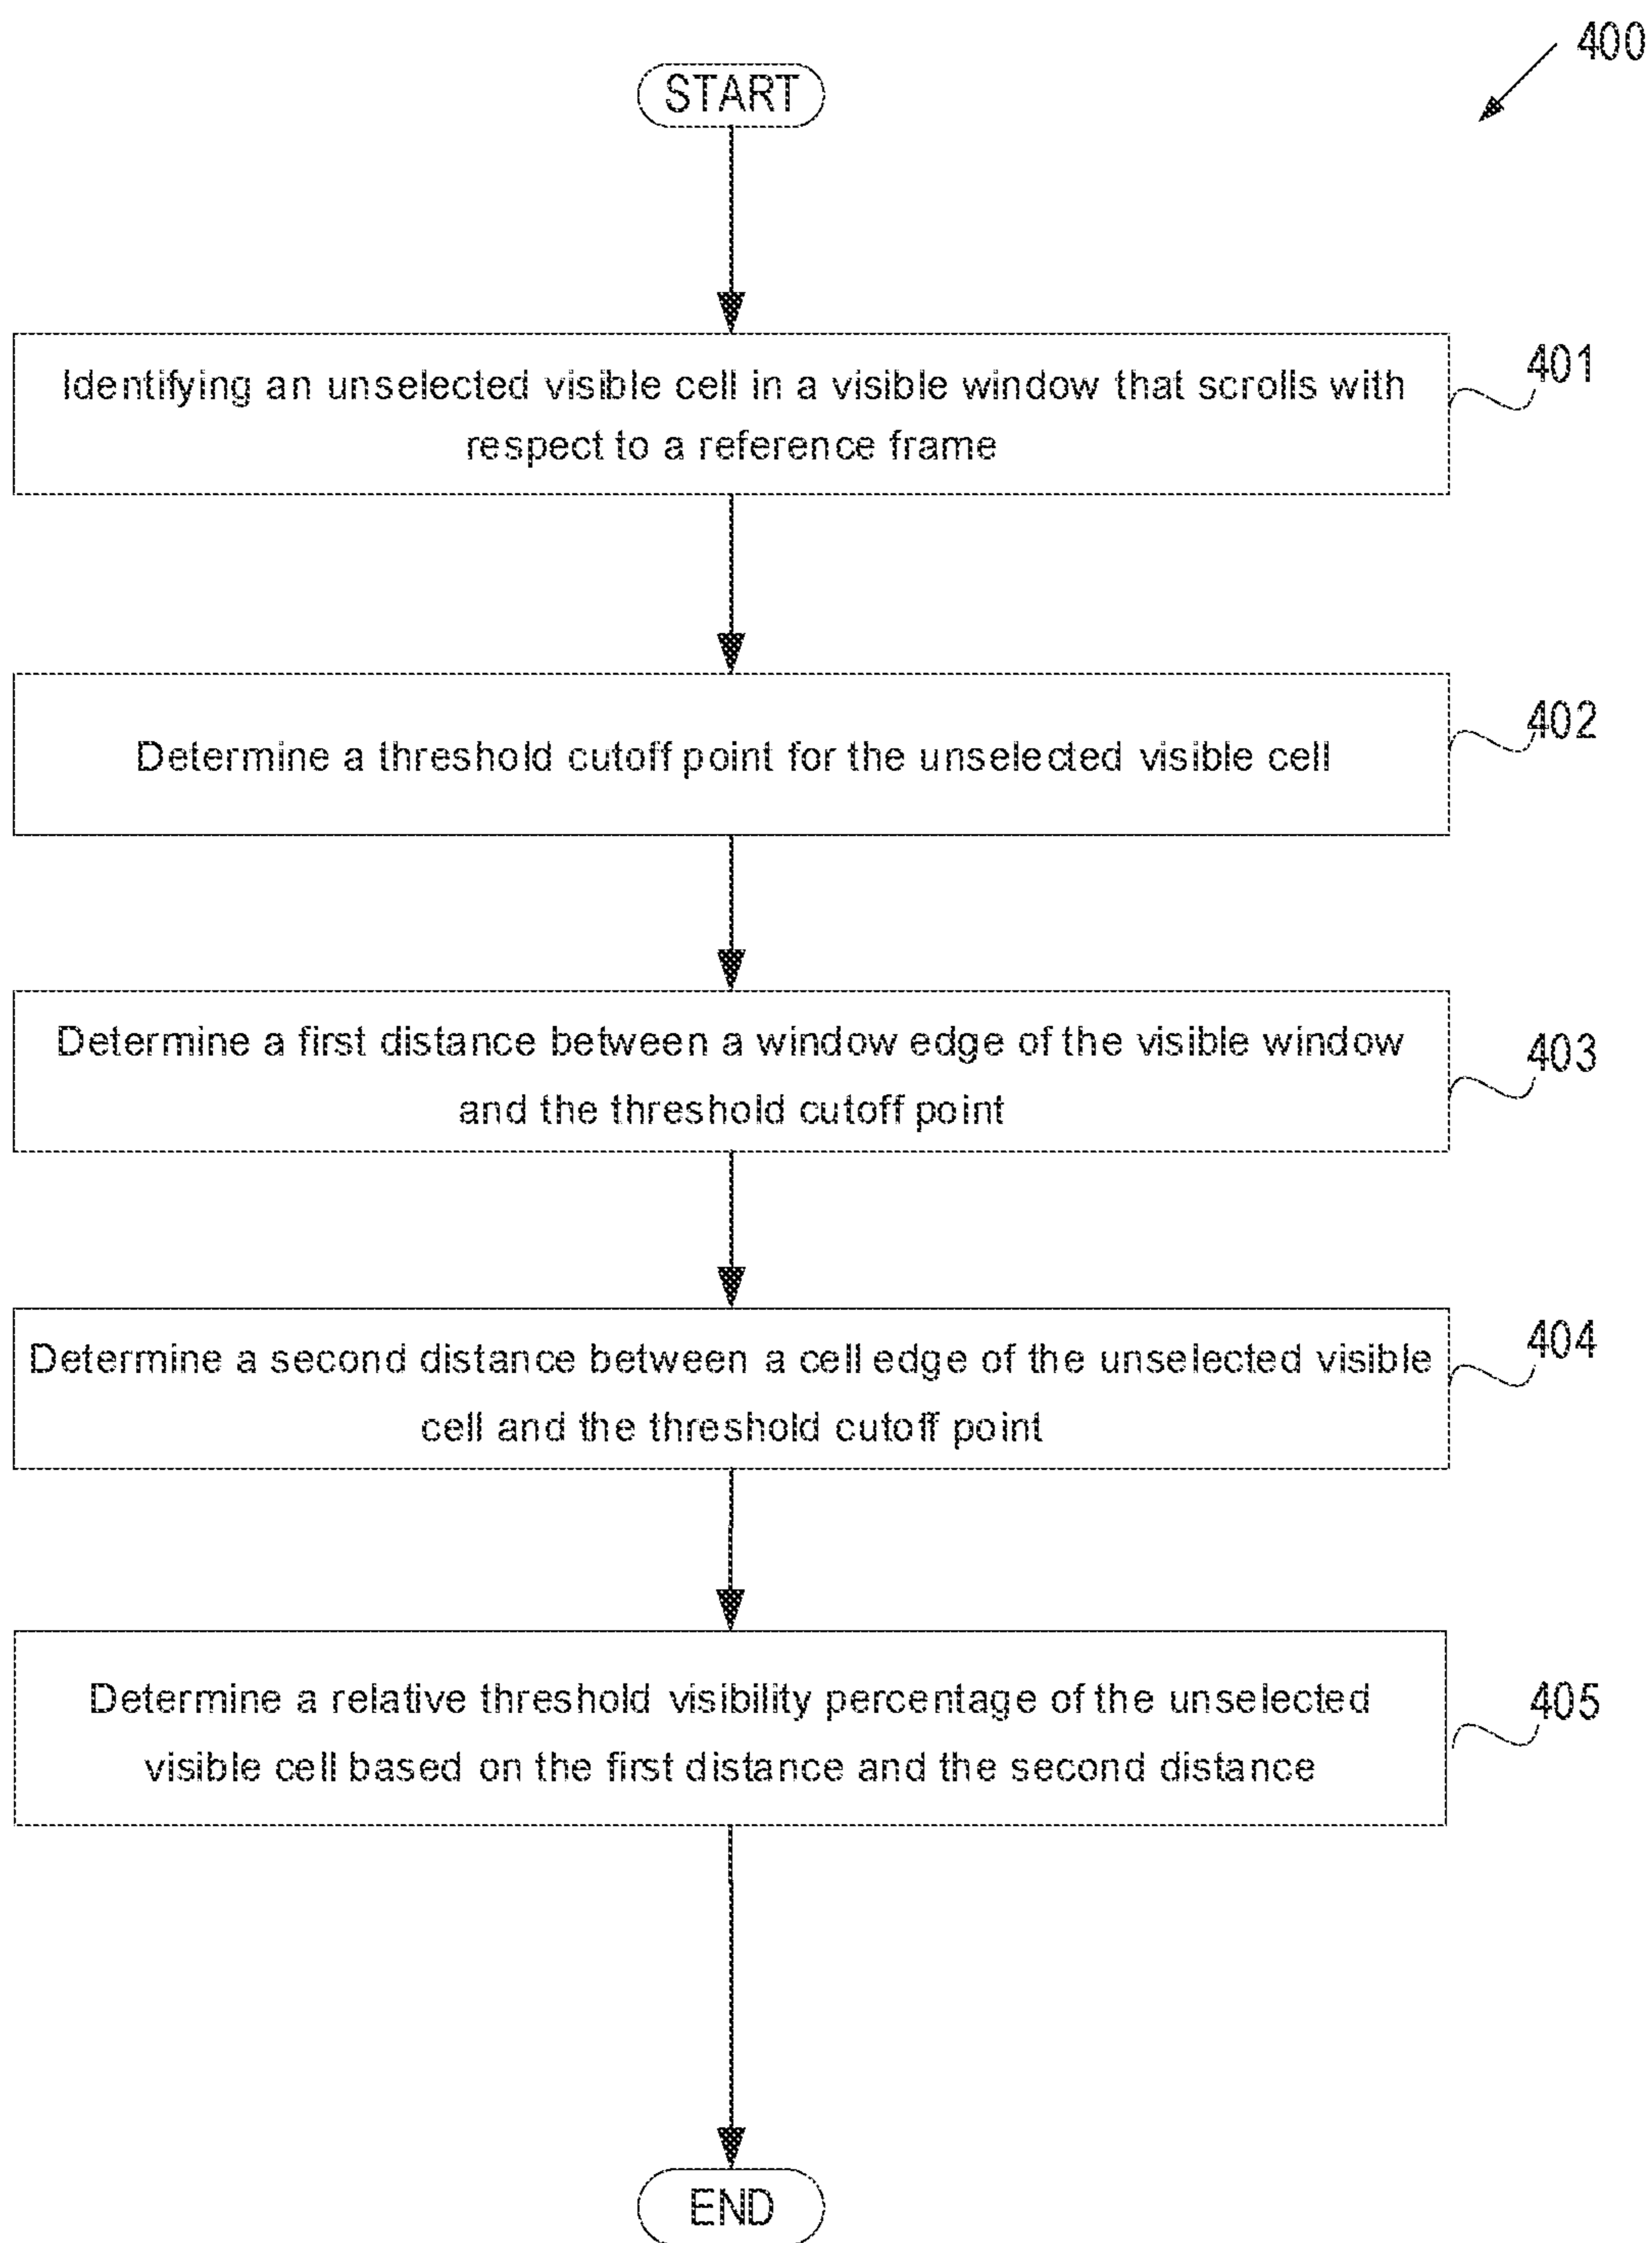 400
START
Identifying an unselected visible cell in a visible window that scrolls with
respect to a reference frame
401
Determine a threshold cutoff point for the unselected visible cell
402
Determine a first distance between a window edge of the visible window
and the threshold cutoff point
403
Determine a second distance between a cell edge of the unselected visible
cell and the threshold cutoff point
404
Determine a relative threshold visibility percentage of the unselected
visible cell based on the first distance and the second distance
405
END